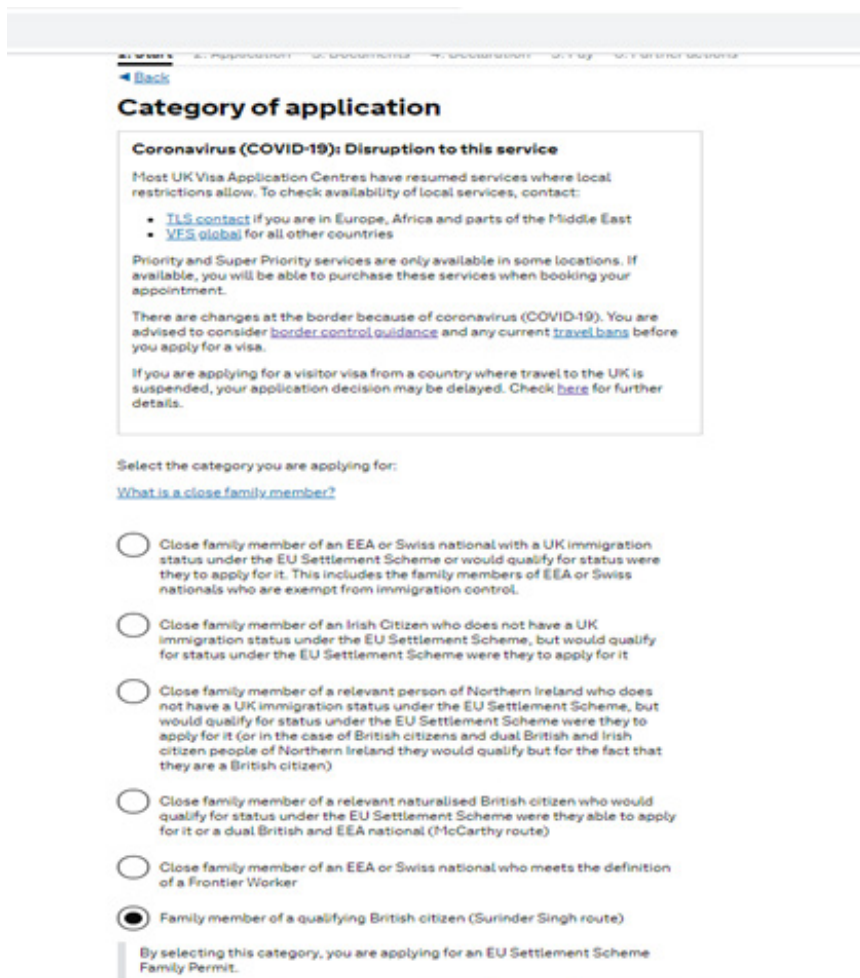 1. Start 2. Application 3. Documents 4. Declaration 5. Pay 6. Further actions
◄ Back
Category of application
Coronavirus (COVID-19): Disruption to this service
Most UK Visa Application Centres have resumed services where local
restrictions allow. To check availability of local services, contact:
• TLS contact if you are in Europe, Africa and parts of the Middle East
• VFS global for all other countries
Priority and Super Priority services are only available in some locations. If
available, you will be able to purchase these services when booking your
appointment.
There are changes at the border because of coronavirus (COVID-19). You are
advised to consider border control guidance and any current travel bans before
you apply for a visa.
If you are applying for a visitor visa from a country where travel to the UK is
suspended, your application decision may be delayed. Check here for further
details.
Select the category you are applying for:
What is a close family member?
Close family member of an EEA or Swiss national with a UK immigration
status under the EU Settlement Scheme or would qualify for status were
they to apply for it. This includes the family members of EEA or Swiss
nationals who are exempt from immigration control.
Close family member of an Irish Citizen who does not have a UK
immigration status under the EU Settlement Scheme, but would qualify
for status under the EU Settlement Scheme were they to apply for it
Close family member of a relevant person of Northern Ireland who does
not have a UK immigration status under the EU Settlement Scheme, but
would qualify for status under the EU Settlement Scheme were they to
apply for it (or in the case of British citizens and dual British and Irish
citizen people of Northern Ireland they would qualify but for the fact that
they are a British citizen)
Close family member of a relevant naturalised British citizen who would
qualify for status under the EU Settlement Scheme were they able to apply
for it or a dual British and EEA national (McCarthy route)
Close family member of an EEA or Swiss national who meets the definition
of a Frontier Worker
Family member of a qualifying British citizen (Surinder Singh route)
By selecting this category, you are applying for an EU Settlement Scheme
Family Permit.